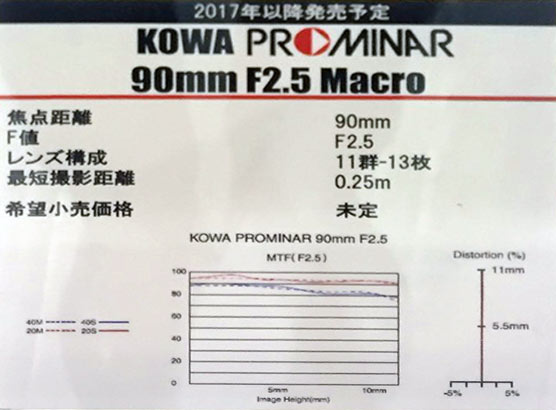 2017年以降発売予定
KOWA PROMINAR
90mm F2.5 Macro
焦点距離 90mm
F値 F2.5
レンズ構成 11群-13枚
最短撮影距離 0.25m
希望小売価格 未定
KOWA PROMINAR 90mm F2.5
MTF(F2.5)
100
80
60
40
20
0
5mm 10mm
Image Height(mm)
40M 40S
20M 20S
Distortion (%)
11mm
5.5mm
-5% 5%